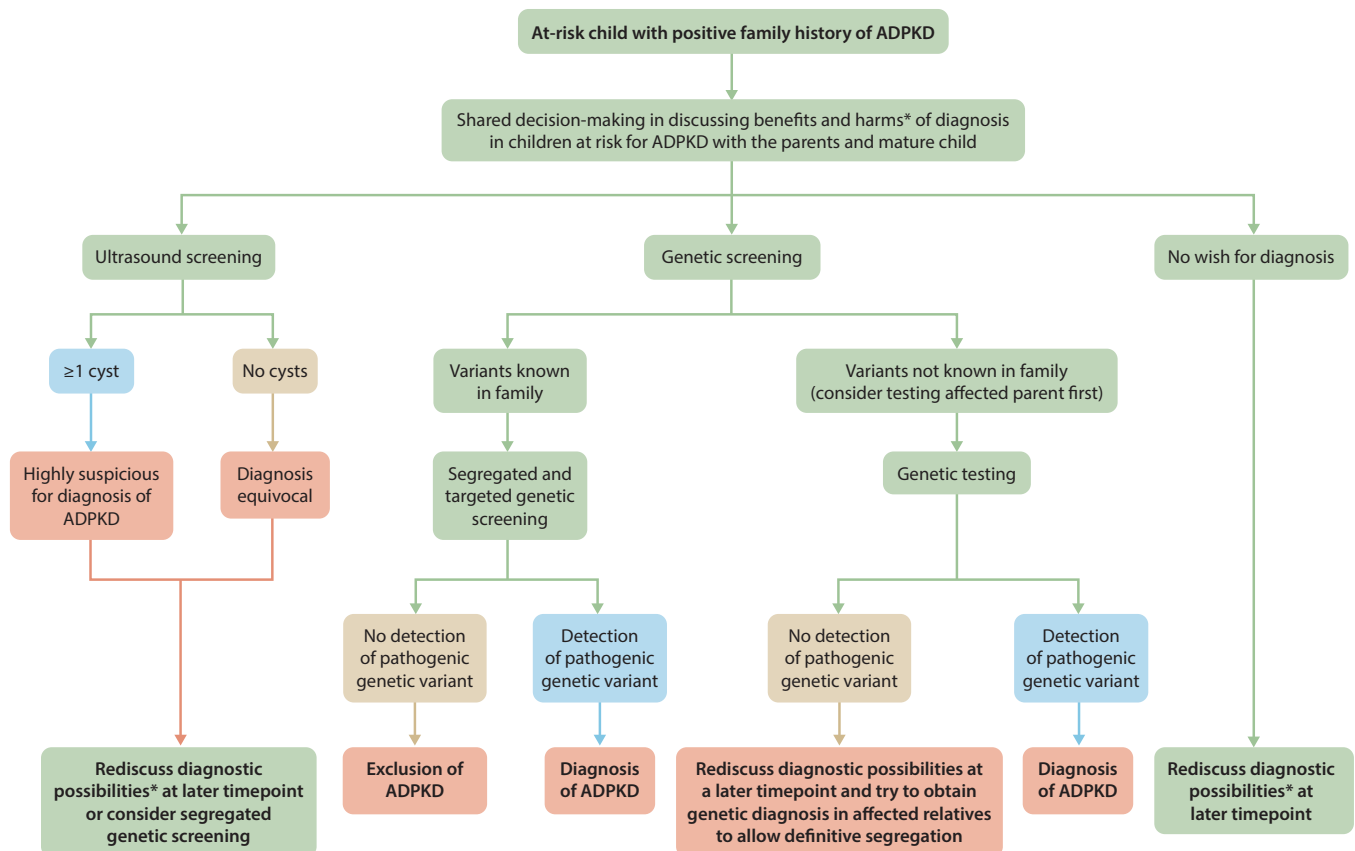 At-risk child with positive family history of ADPKD
Shared decision-making in discussing benefits and harms* of diagnosis
in children at risk for ADPKD with the parents and mature child
Ultrasound screening
Genetic screening
No wish for diagnosis
≥1 cyst
No cysts
Variants known
in family
Variants not known in family
(consider testing affected parent first)
Highly suspicious
for diagnosis of
ADPKD
Diagnosis
equivocal
Segregated and
targeted genetic
screening
Genetic testing
No detection
of pathogenic
genetic variant
Detection
of pathogenic
genetic variant
No detection
of pathogenic
genetic variant
Detection
of pathogenic
genetic variant
Rediscuss diagnostic
possibilities* at later timepoint
or consider segregated
genetic screening
Exclusion of
ADPKD
Diagnosis
of ADPKD
Rediscuss diagnostic possibilities at
a later timepoint and try to obtain
genetic diagnosis in affected relatives
to allow definitive segregation
Diagnosis
of ADPKD
Rediscuss diagnostic
possibilities* at
later timepoint